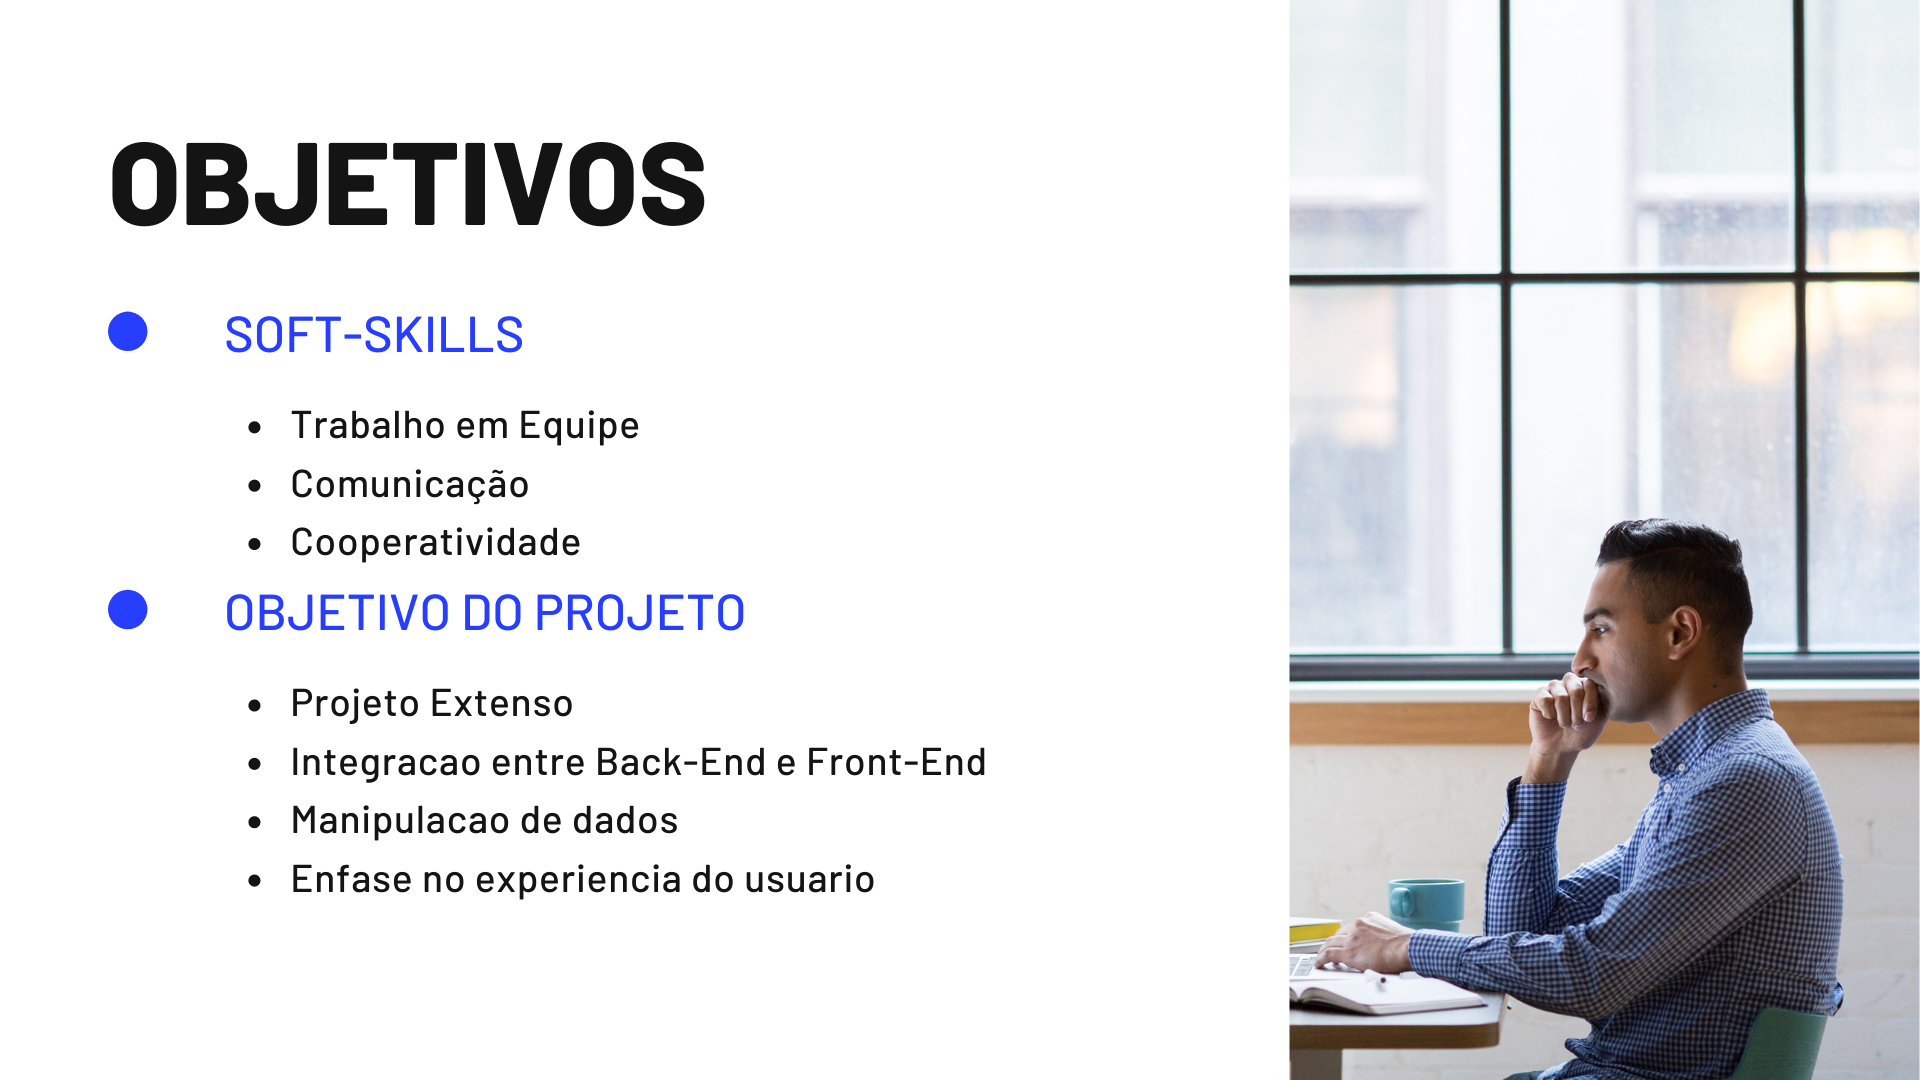 OBJETIVOS
SOFT-SKILLS
Trabalho em Equipe
Comunicação
Cooperatividade
OBJETIVO DO PROJETO
Projeto Extenso
Integracao entre Back-End e Front-End
Manipulacao de dados
Enfase no experiencia do usuario